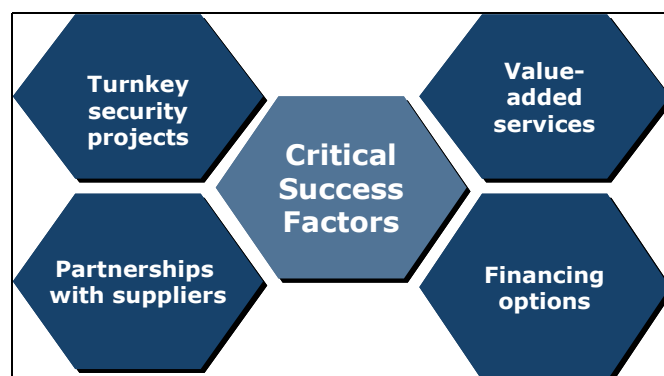 Turnkey
security
projects
Value-
added
services
Critical
Success
Factors
Partnerships
with suppliers
Financing
options